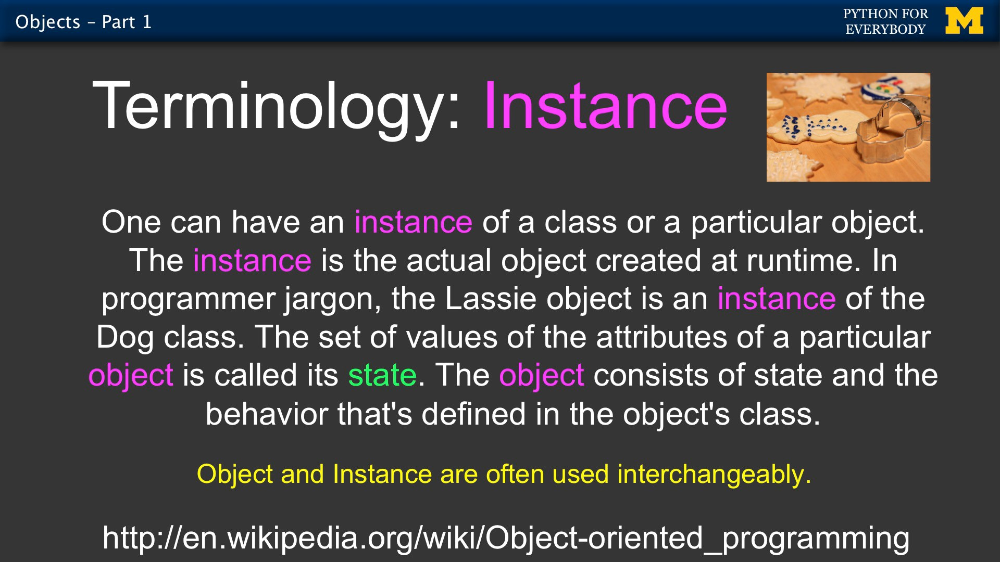 Objects – Part 1
PYTHON FOR
EVERYBODY
M
Terminology: Instance
One can have an instance of a class or a particular object.
The instance is the actual object created at runtime. In
programmer jargon, the Lassie object is an instance of the
Dog class. The set of values of the attributes of a particular
object is called its state. The object consists of state and the
behavior that's defined in the object's class.
Object and Instance are often used interchangeably.
http://en.wikipedia.org/wiki/Object-oriented_programming